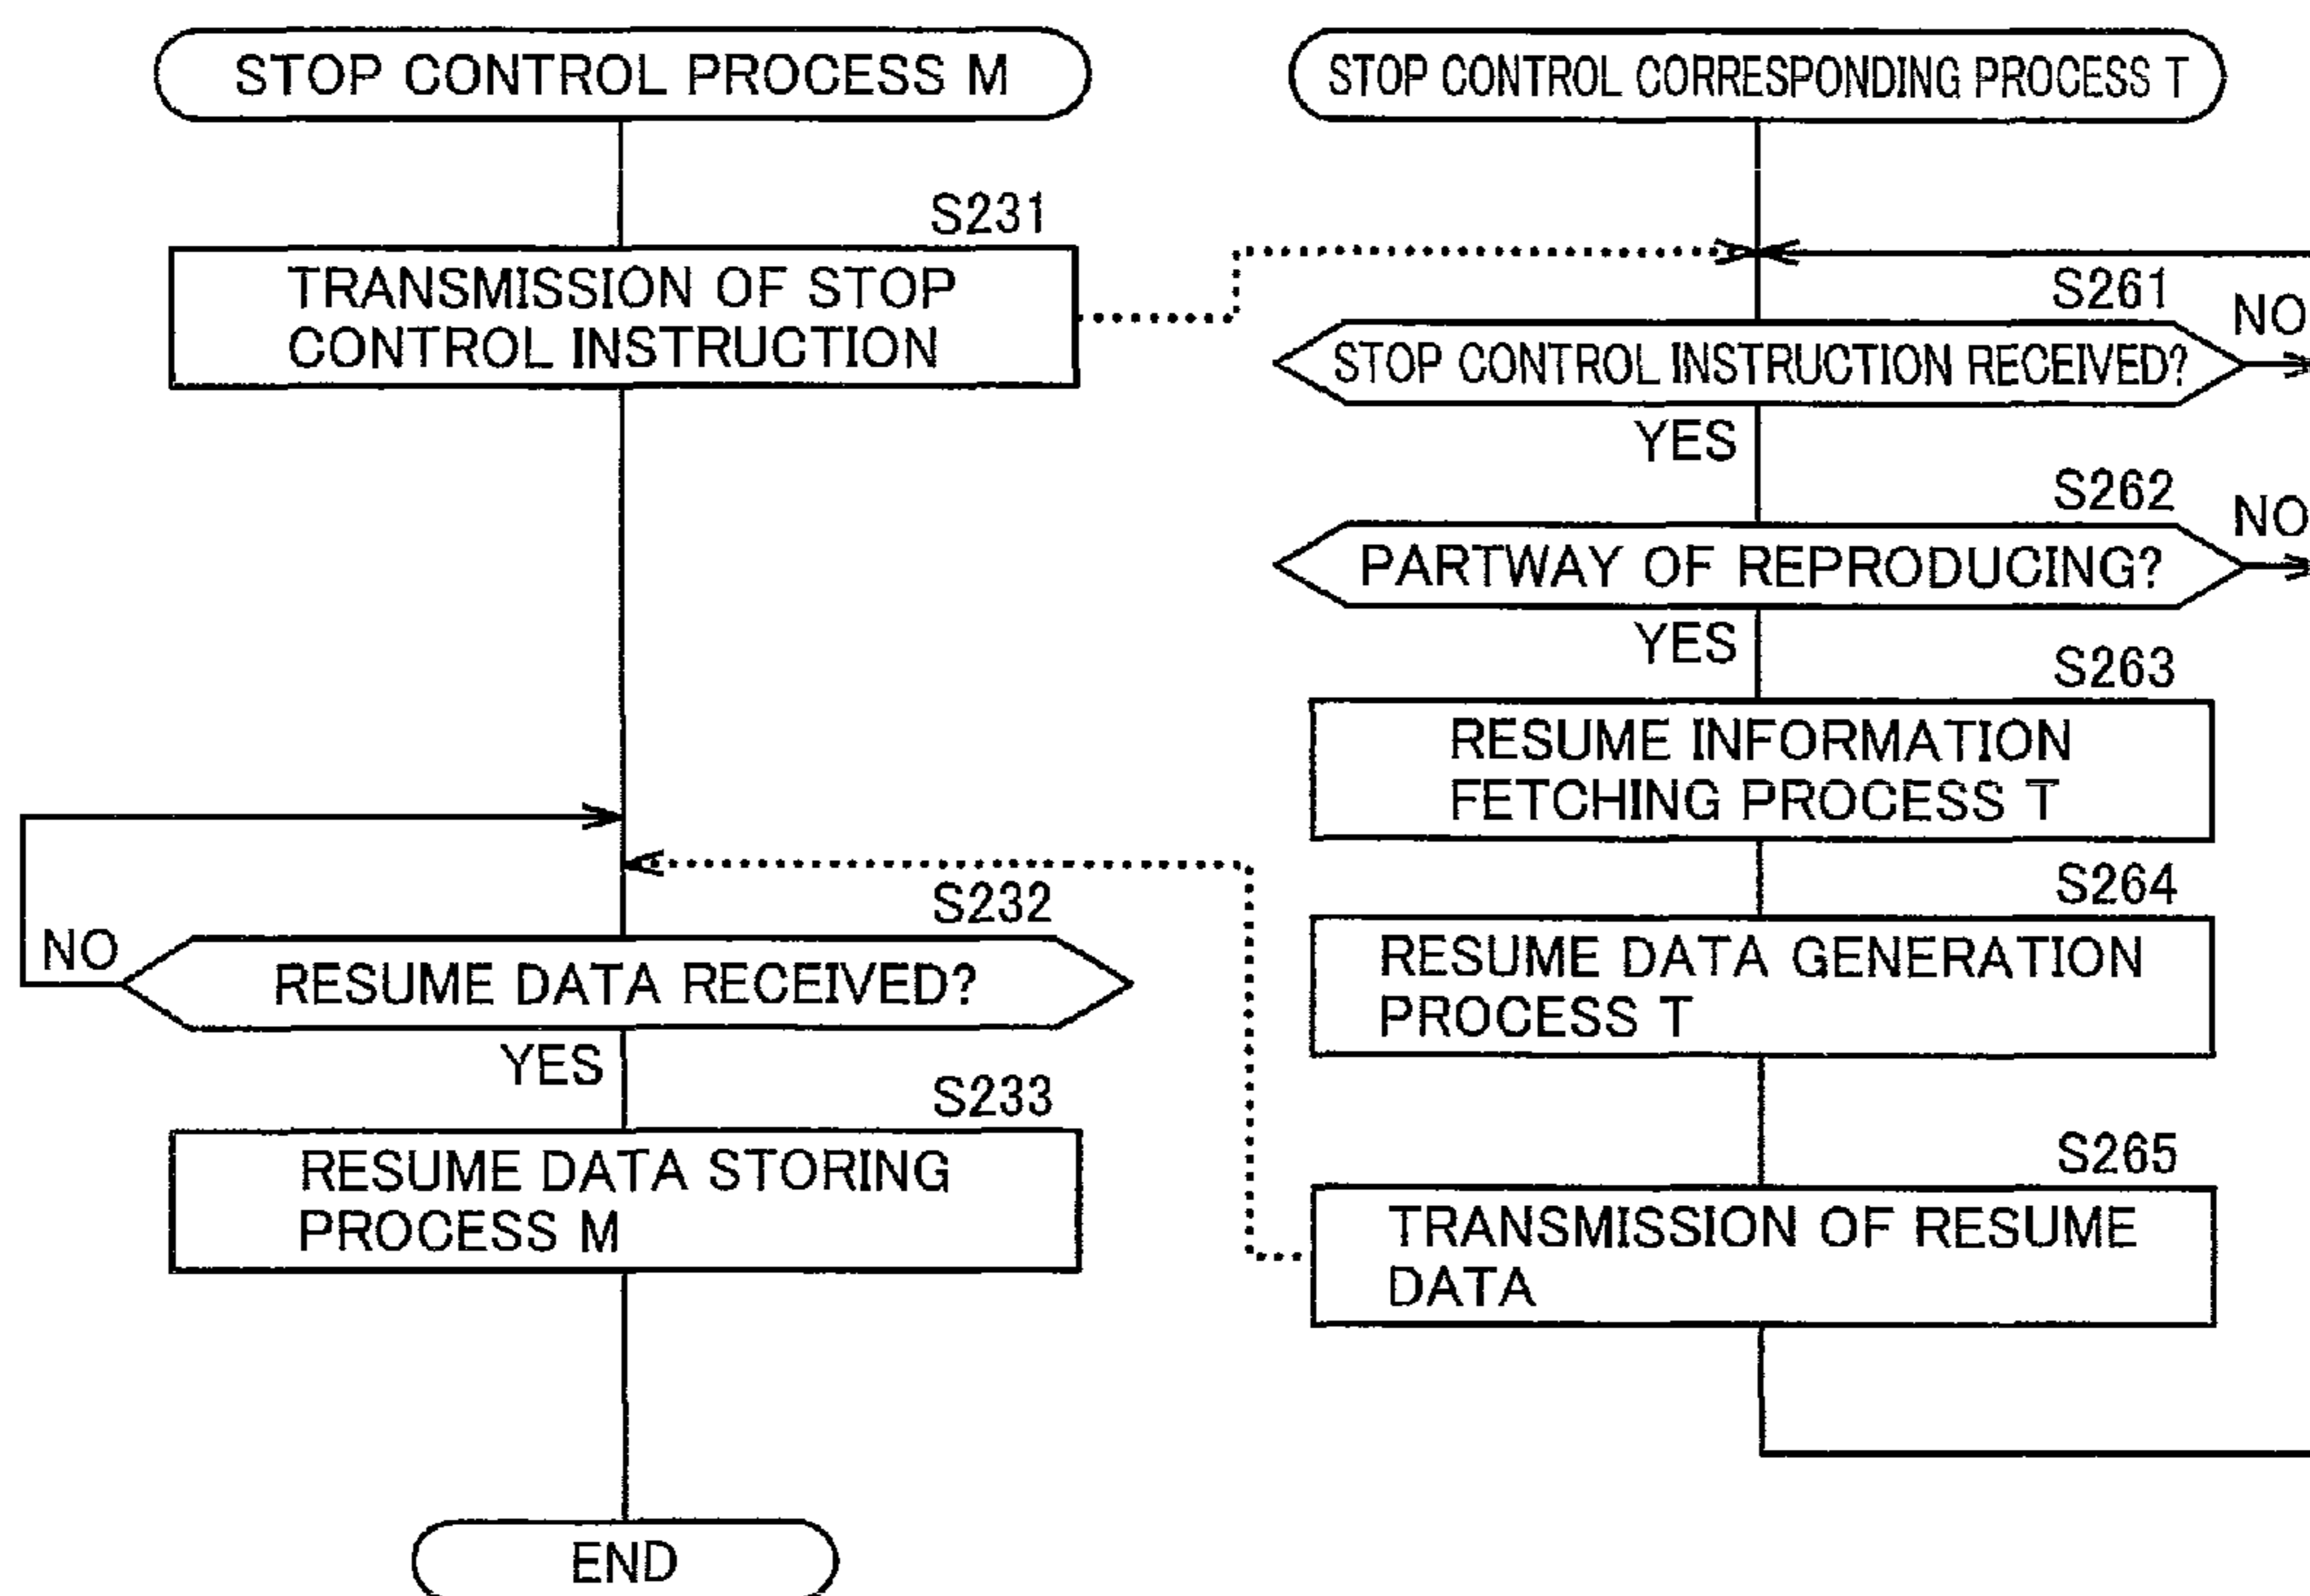 STOP CONTROL PROCESS M
S231
TRANSMISSION OF STOP
CONTROL INSTRUCTION
S232
NO
RESUME DATA RECEIVED?
YES
S233
RESUME DATA STORING
PROCESS M
END
STOP CONTROL CORRESPONDING PROCESS T
S261
NO
STOP CONTROL INSTRUCTION RECEIVED?
YES
S262
NO
PARTWAY OF REPRODUCING?
YES
S263
RESUME INFORMATION
FETCHING PROCESS T
S264
RESUME DATA GENERATION
PROCESS T
S265
TRANSMISSION OF RESUME
DATA